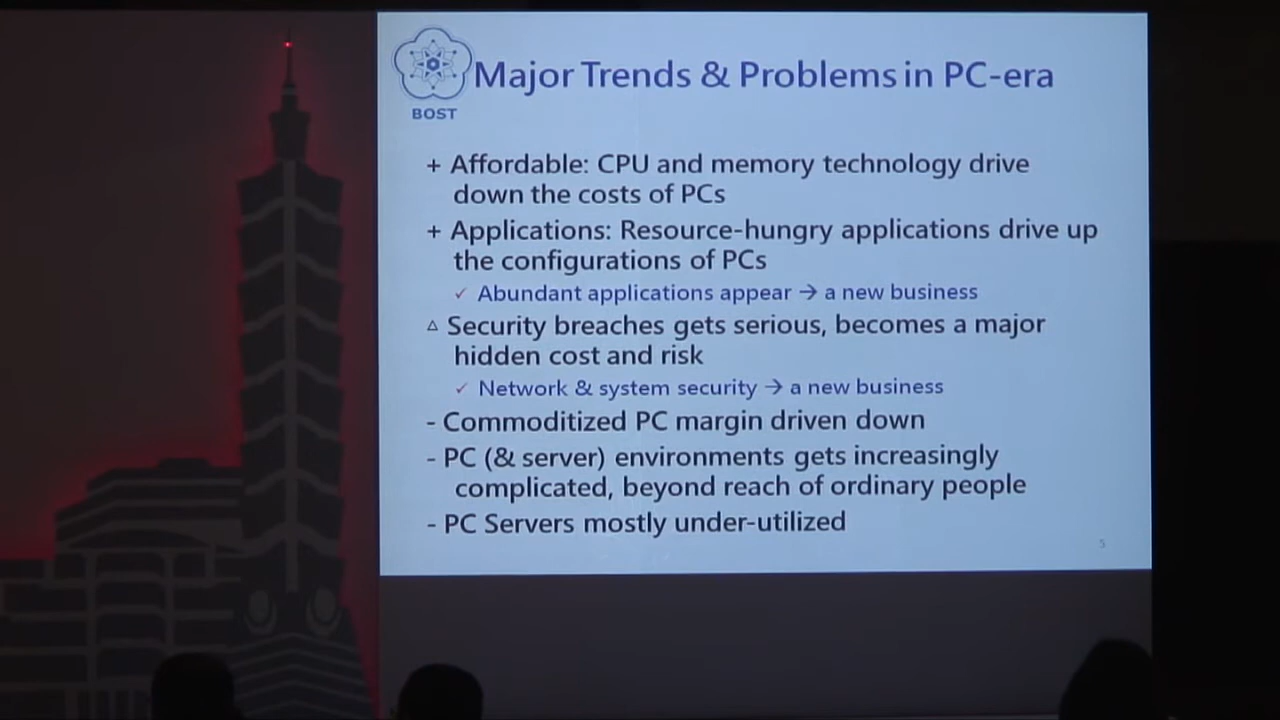 Major Trends & Problems in PC-era
BOST
+ Affordable: CPU and memory technology drive
down the costs of PCs
+ Applications: Resource-hungry applications drive up
the configurations of PCs
✓ Abundant applications appear → a new business
△ Security breaches gets serious, becomes a major
hidden cost and risk
✓ Network & system security → a new business
- Commoditized PC margin driven down
- PC (& server) environments gets increasingly
complicated, beyond reach of ordinary people
- PC Servers mostly under-utilized
5